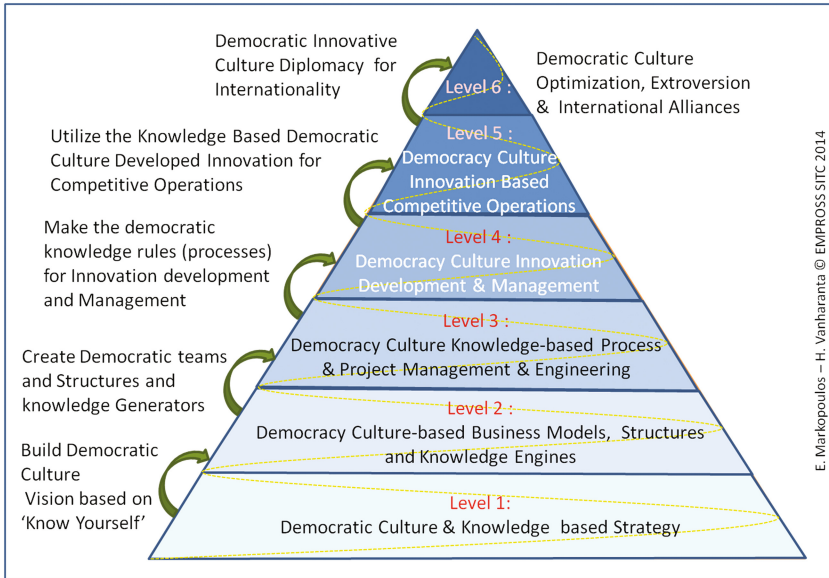 Democratic Innovative
Culture Diplomacy for
Internationality
Democratic Culture
Optimization, Extroversion
& International Alliances
Level 6 :
Utilize the Knowledge Based Democratic
Culture Developed Innovation for
Competitive Operations
Level 5 :
Democracy Culture
Innovation Based
Competitive Operations
Make the democratic
knowledge rules (processes)
for Innovation development
and Management
Level 4 :
Democracy Culture Innovation
Development & Management
Level 3 :
Democracy Culture Knowledge-based Process
& Project Management & Engineering
Create Democratic teams
and Structures and
knowledge Generators
Level 2 :
Democracy Culture-based Business Models, Structures
and Knowledge Engines
Build Democratic
Culture
Vision based on
‘Know Yourself’
Level 1:
Democratic Culture & Knowledge based Strategy
E. Markopoulos – H. Vanharanta © EMPROSS SITC 2014